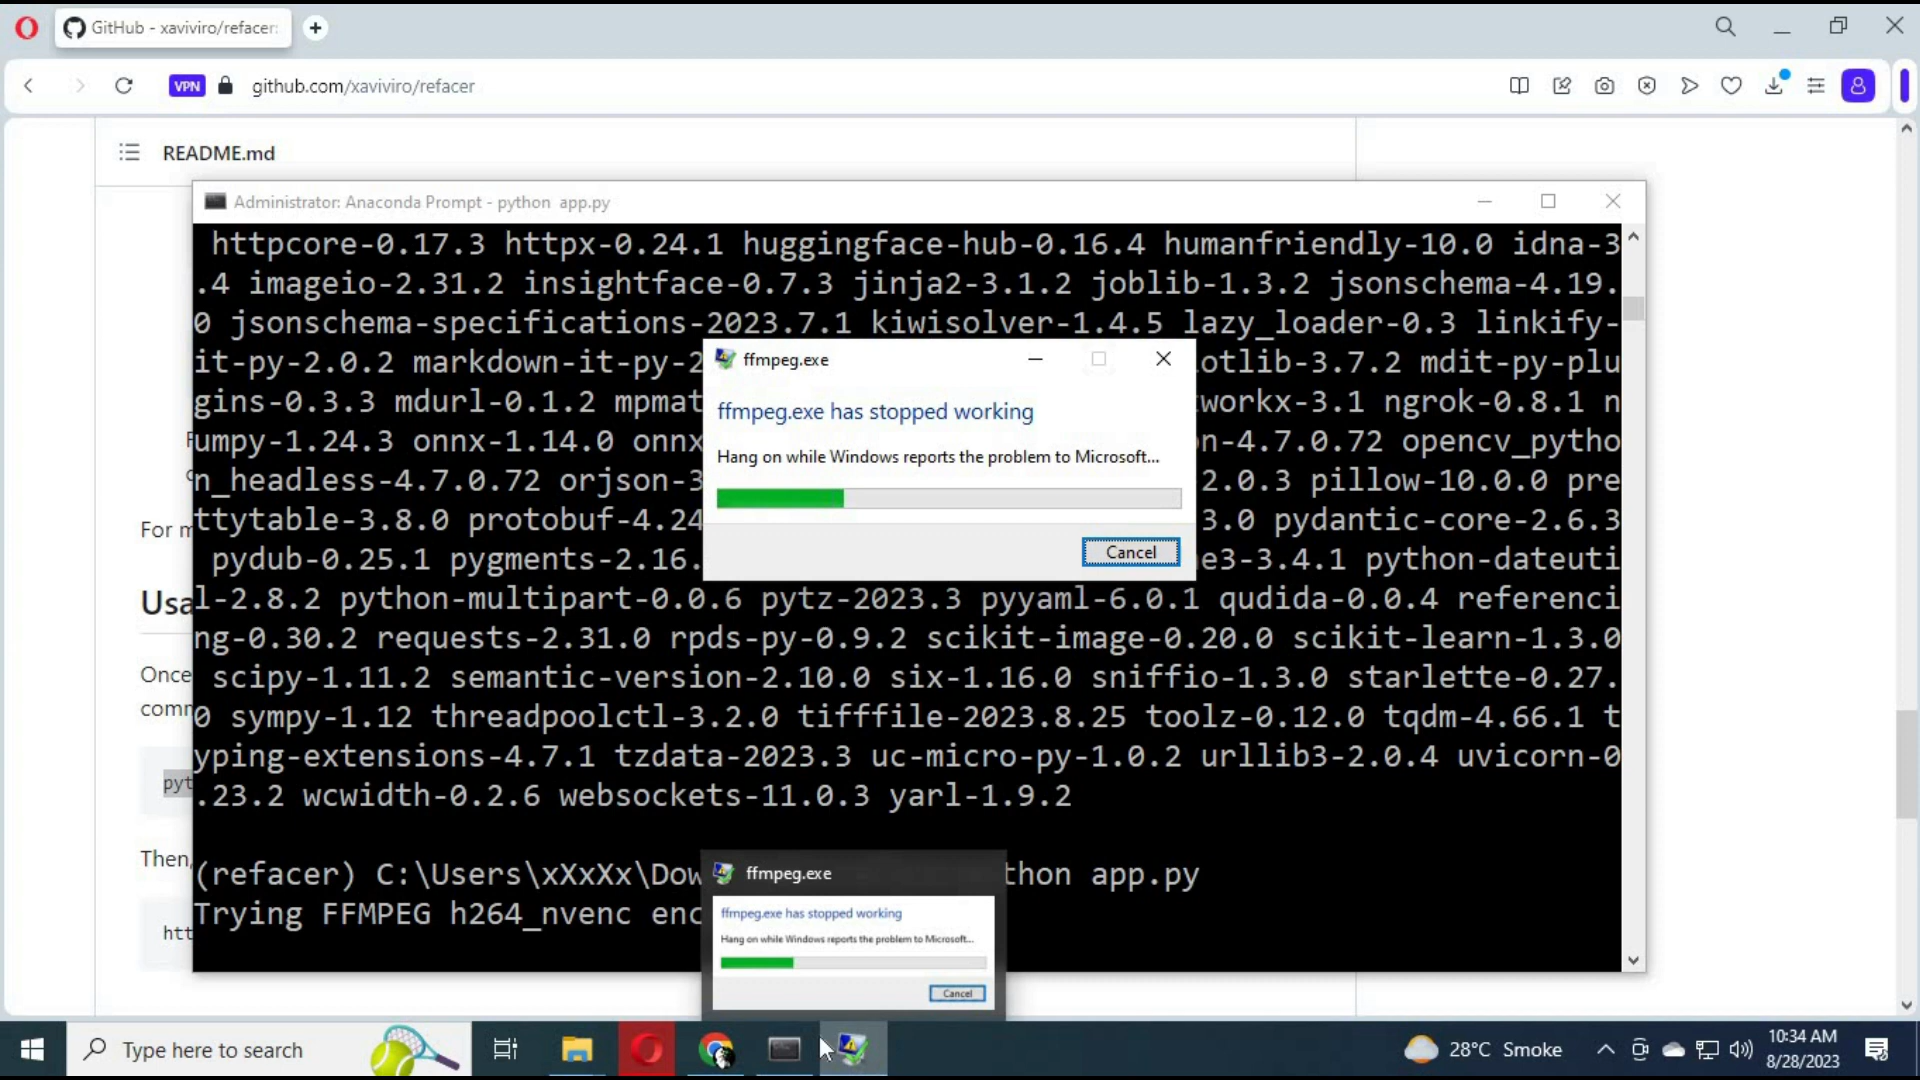 GitHub - xaviviro/refacer:
VPN
github.com/xaviviro/refacer
README.md
Administrator: Anaconda Prompt - python app.py
httpcore-0.17.3 httpx-0.24.1 huggingface-hub-0.16.4 humanfriendly-10.0 idna-3
.4 imageio-2.31.2 insightface-0.7.3 jinja2-3.1.2 joblib-1.3.2 jsonschema-4.19.
0 jsonschema-specifications-2023.7.1 kiwisolver-1.4.5 lazy_loader-0.3 linkify-
it-py-2.0.2 markdown-it-py-2 otlib-3.7.2 mdit-py-plu
gins-0.3.3 mdurl-0.1.2 mpmat tworkx-3.1 ngrok-0.8.1 n
umpy-1.24.3 onnx-1.14.0 onnx n-4.7.0.72 opencv_pytho
n_headless-4.7.0.72 orjson-3 2.0.3 pillow-10.0.0 pre
ttytable-3.8.0 protobuf-4.24 3.0 pydantic-core-2.6.3
pydub-0.25.1 pygments-2.16. e3-3.4.1 python-dateuti
l-2.8.2 python-multipart-0.0.6 pytz-2023.3 pyyaml-6.0.1 qudida-0.0.4 referenci
ng-0.30.2 requests-2.31.0 rpds-py-0.9.2 scikit-image-0.20.0 scikit-learn-1.3.0
scipy-1.11.2 semantic-version-2.10.0 six-1.16.0 sniffio-1.3.0 starlette-0.27.
0 sympy-1.12 threadpoolctl-3.2.0 tifffile-2023.8.25 toolz-0.12.0 tqdm-4.66.1 t
yping-extensions-4.7.1 tzdata-2023.3 uc-micro-py-1.0.2 urllib3-2.0.4 uvicorn-0
.23.2 wcwidth-0.2.6 websockets-11.0.3 yarl-1.9.2
(refacer) C:\Users\xXxXx\Dow thon app.py
Trying FFMPEG h264_nvenc enc
ffmpeg.exe
ffmpeg.exe has stopped working
Hang on while Windows reports the problem to Microsoft...
Cancel
ffmpeg.exe
ffmpeg.exe has stopped working
Hang on while Windows reports the problem to Microsoft...
Cancel
For m
Usa
Once
comm
pyt
Then,
htt
Type here to search
28°C Smoke
10:34 AM
8/28/2023